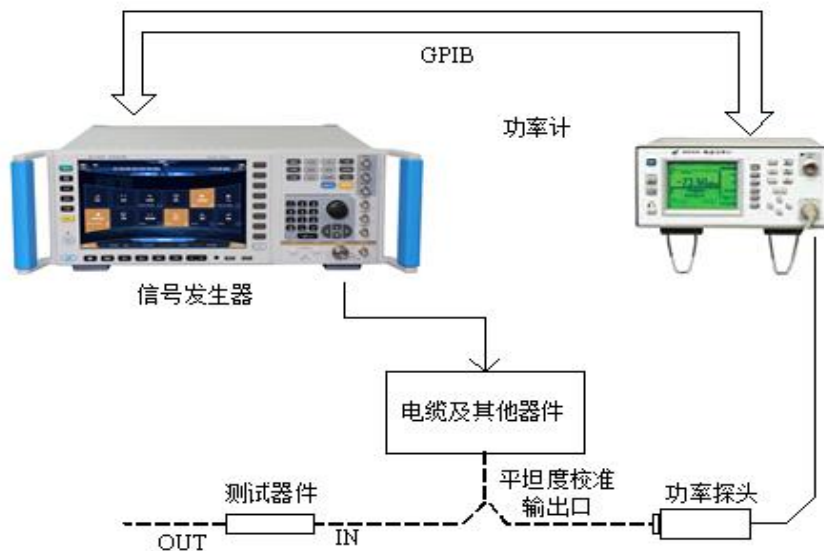 GPIB
功率计
信号发生器
电缆及其他器件
平坦度校准
输出口
测试器件
功率探头
IN
OUT